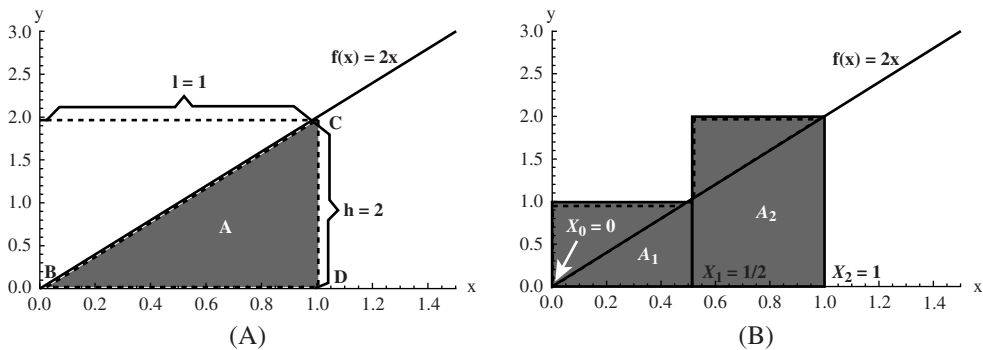 y
3.0
2.5
2.0
1.5
1.0
0.5
0.0
0.0 0.2 0.4 0.6 0.8 1.0 1.2 1.4 x
f(x) = 2x
l = 1
C
h = 2
A
B
D
(A)
y
3.0
2.5
2.0
1.5
1.0
0.5
0.0
0.0 0.2 0.4 0.6 0.8 1.0 1.2 1.4 x
f(x) = 2x
X₀ = 0
A₁
A₂
X₁ = 1/2
X₂ = 1
(B)